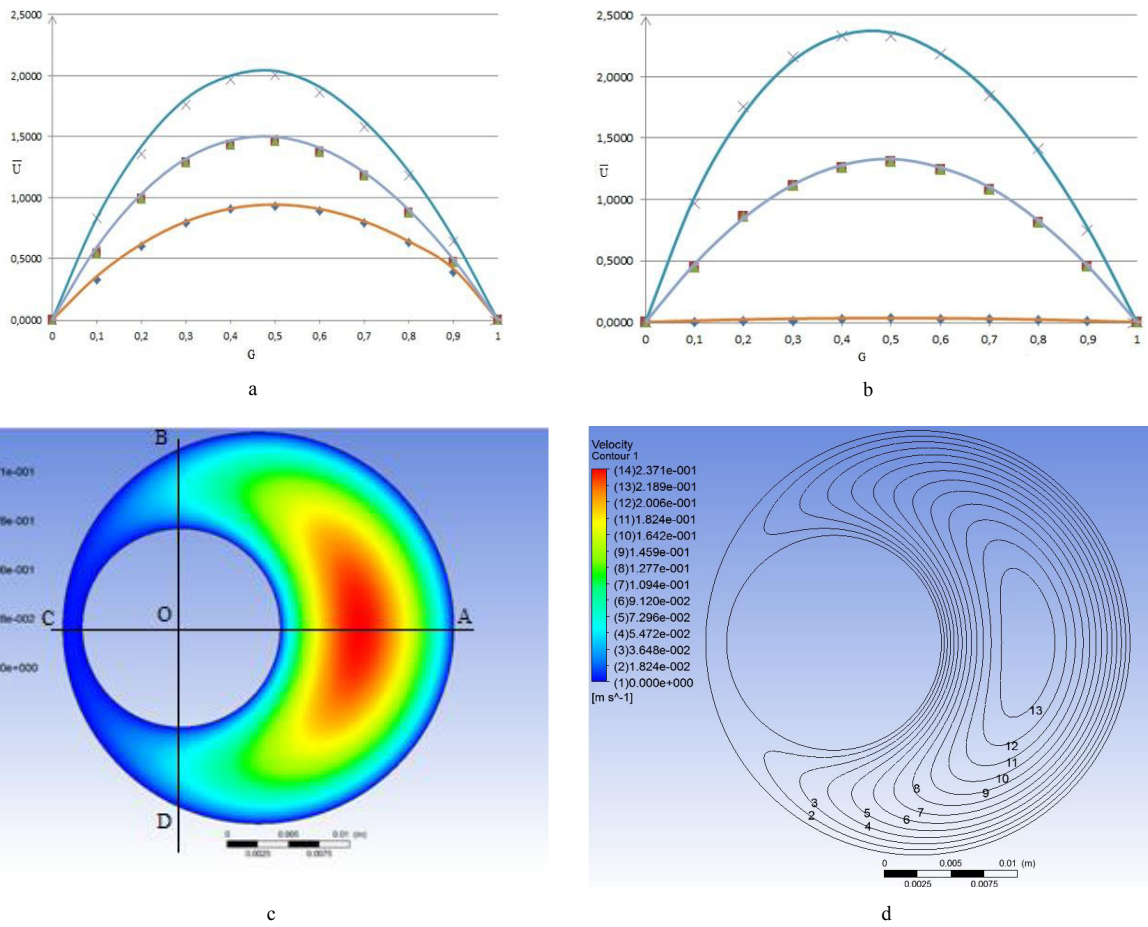 2,5000
2,0000
1,5000
U
1,0000
0,5000
0,0000
0 0,1 0,2 0,3 0,4 0,5 0,6 0,7 0,8 0,9 1
G
a
2,5000
2,0000
1,5000
U
1,0000
0,5000
0,0000
0 0,1 0,2 0,3 0,4 0,5 0,6 0,7 0,8 0,9 1
G
b
B
1e-001
e-001
e-001
e-002
0e+000
C O A
D
0 0.005 0.01 (m)
0.0025 0.0075
c
Velocity
Contour 1
(14)2.371e-001
(13)2.189e-001
(12)2.006e-001
(11)1.824e-001
(10)1.642e-001
(9)1.459e-001
(8)1.277e-001
(7)1.094e-001
(6)9.120e-002
(5)7.296e-002
(4)5.472e-002
(3)3.648e-002
(2)1.824e-002
(1)0.000e+000
[m s^-1]
13
12
11
10
9
8
7
6
5
4
3
2
0 0.005 0.01 (m)
0.0025 0.0075
d